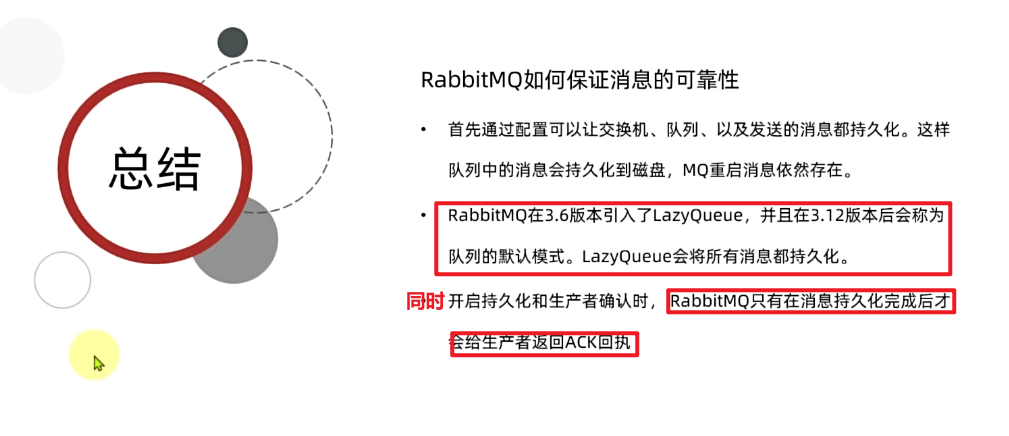 总结
RabbitMQ如何保证消息的可靠性
• 首先通过配置可以让交换机、队列、以及发送的消息都持久化。这样
队列中的消息会持久化到磁盘，MQ重启消息依然存在。
• RabbitMQ在3.6版本引入了LazyQueue，并且在3.12版本后会称为
队列的默认模式。LazyQueue会将所有消息都持久化。
同时 开启持久化和生产者确认时，RabbitMQ只有在消息持久化完成后才
会给生产者返回ACK回执